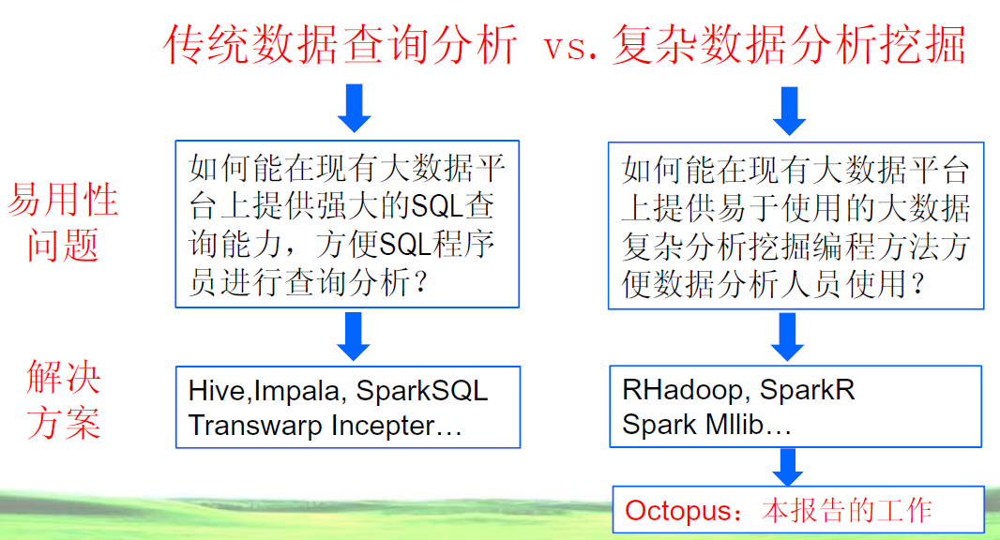 传统数据查询分析 vs.复杂数据分析挖掘
易用性
问题
如何能在现有大数据平
台上提供强大的SQL查
询能力，方便SQL程序
员进行查询分析？
如何能在现有大数据平台
上提供易于使用的大数据
复杂分析挖掘编程方法方
便数据分析人员使用？
解决
方案
Hive,Impala, SparkSQL
Transwarp Incepter…
RHadoop, SparkR
Spark Mllib…
Octopus：本报告的工作